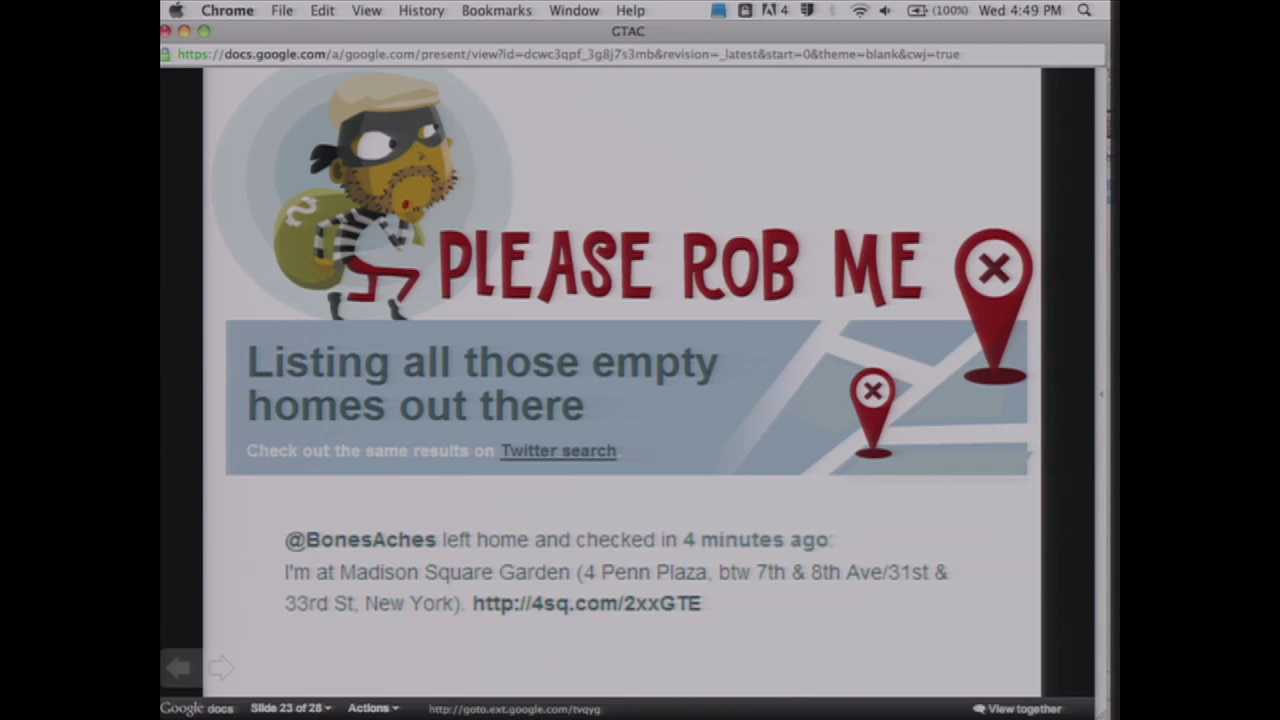 Chrome File Edit View History Bookmarks Window Help 4 (100%) Wed 4:49 PM
GTAC
https://docs.google.com/a/google.com/present/view?id=dcwc3qpf_3g8j7s3mb&revision=_latest&start=0&theme=blank&cwj=true
PLEASE ROB ME
Listing all those empty
homes out there
Check out the same results on Twitter search.
@BonesAches left home and checked in 4 minutes ago:
I'm at Madison Square Garden (4 Penn Plaza, btw 7th & 8th Ave/31st &
33rd St, New York). http://4sq.com/2xxGTE
Google docs Slide 23 of 28 Actions http://goto.ext.google.com/tvqyg View together